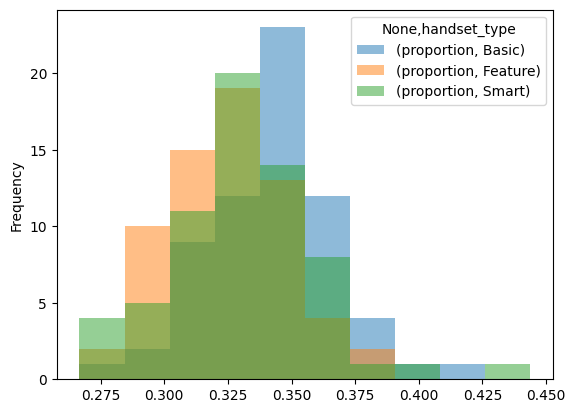 None,handset_type
(proportion, Basic)
(proportion, Feature)
(proportion, Smart)
Frequency
20
15
10
5
0
0.275 0.300 0.325 0.350 0.375 0.400 0.425 0.450